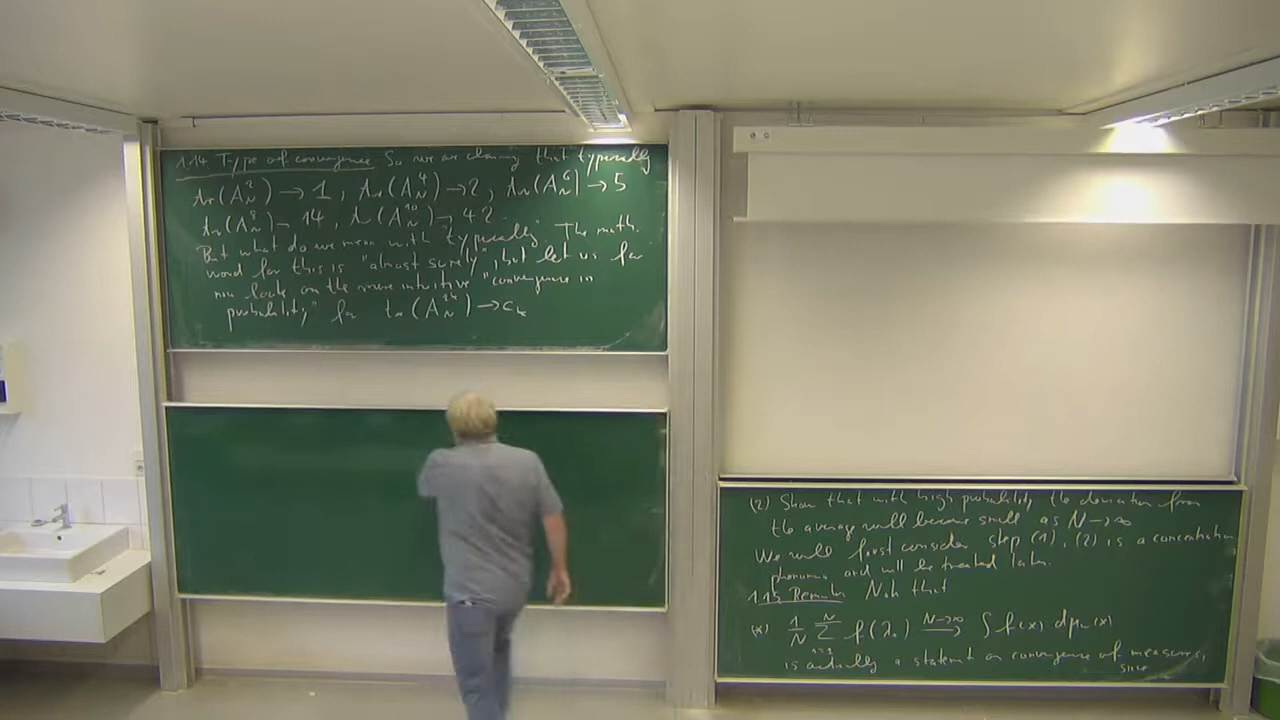 1.14 Type of convergence So we are claiming that "typically
tr(A_N^2) → 1, tr(A_N^4) → 2, tr(A_N^6) → 5
tr(A_N^8) → 14, tr(A_N^10) → 42
But what do we mean with "typically" The math.
word for this is "almost surely", but let us for
now look on the more intuitive "convergence in
probability" for tr(A_N^2k) → c_k
(2) Show that with high probability the deviation from
the average will become small as N → ∞
We will first consider step (1), (2) is a concentration
phenomena and will be treated later.
1.15 Remark Note that
(*) 1/N ∑_{i=1}^N f(λ_i) →^{N→∞} ∫ f(x) dμ_W(x)
is actually a statement on convergence of measures,
since